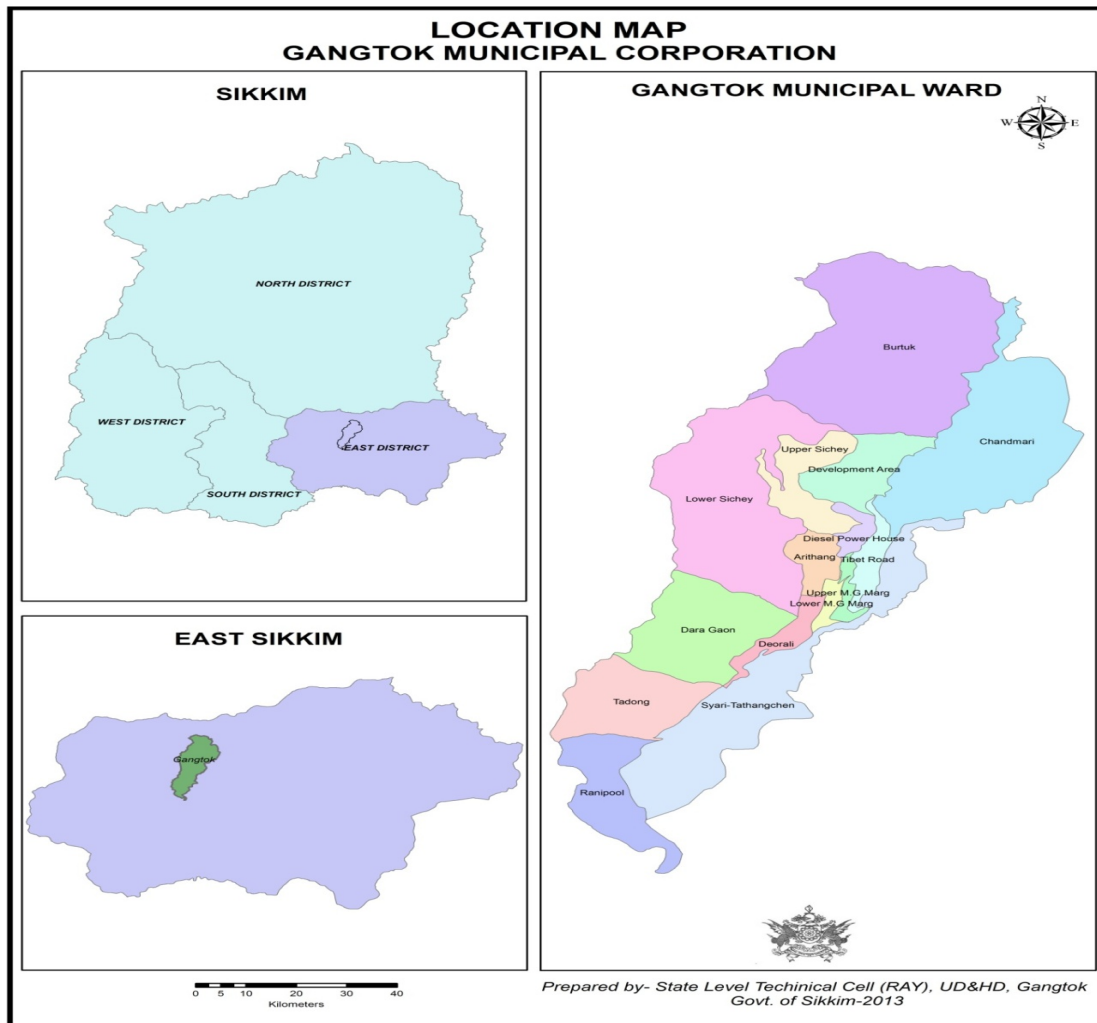 LOCATION MAP
GANGTOK MUNICIPAL CORPORATION
SIKKIM
NORTH DISTRICT
WEST DISTRICT
EAST DISTRICT
SOUTH DISTRICT
EAST SIKKIM
Gangtok
0 5 10 20 30 40
Kilometers
GANGTOK MUNICIPAL WARD
N
W E
S
Burtuk
Chandmari
Upper Sichey
Development Area
Lower Sichey
Diesel Power House
Arithang
Tibet Road
Upper M.G Marg
Lower M.G Marg
Dara Gaon
Deorali
Tadong
Syari-Tathangchen
Ranipool
Prepared by- State Level Techinical Cell (RAY), UD&HD, Gangtok
Govt. of Sikkim-2013